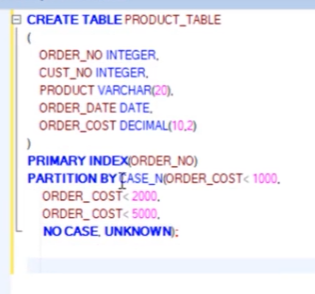 CREATE TABLE PRODUCT_TABLE
(
ORDER_NO INTEGER,
CUST_NO INTEGER,
PRODUCT VARCHAR(20),
ORDER_DATE DATE,
ORDER_COST DECIMAL(10,2)
)
PRIMARY INDEX(ORDER_NO)
PARTITION BY CASE_N(ORDER_COST< 1000,
ORDER_COST< 2000,
ORDER_COST< 5000,
NO CASE, UNKNOWN);